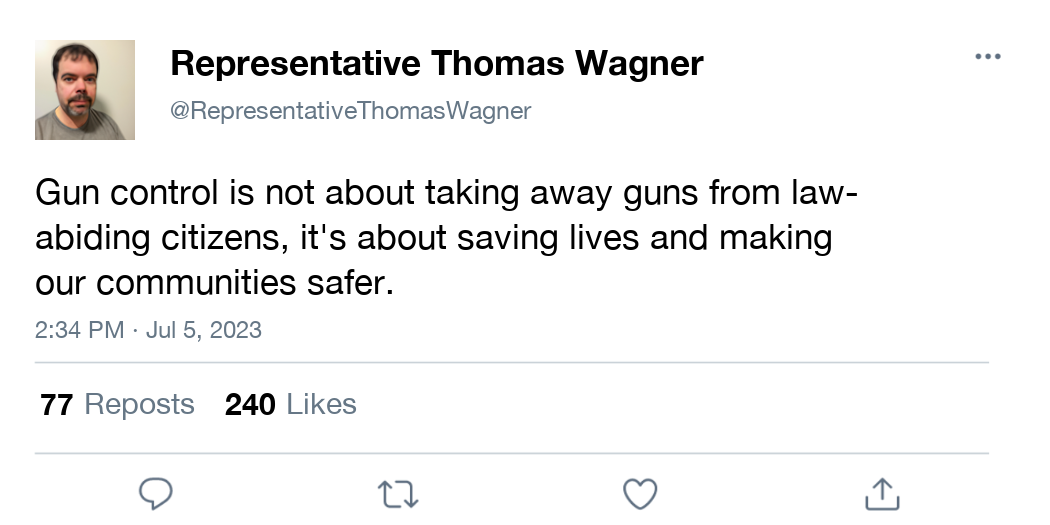 Representative Thomas Wagner
@RepresentativeThomasWagner
Gun control is not about taking away guns from law-
abiding citizens, it's about saving lives and making
our communities safer.
2:34 PM · Jul 5, 2023
77 Reposts 240 Likes